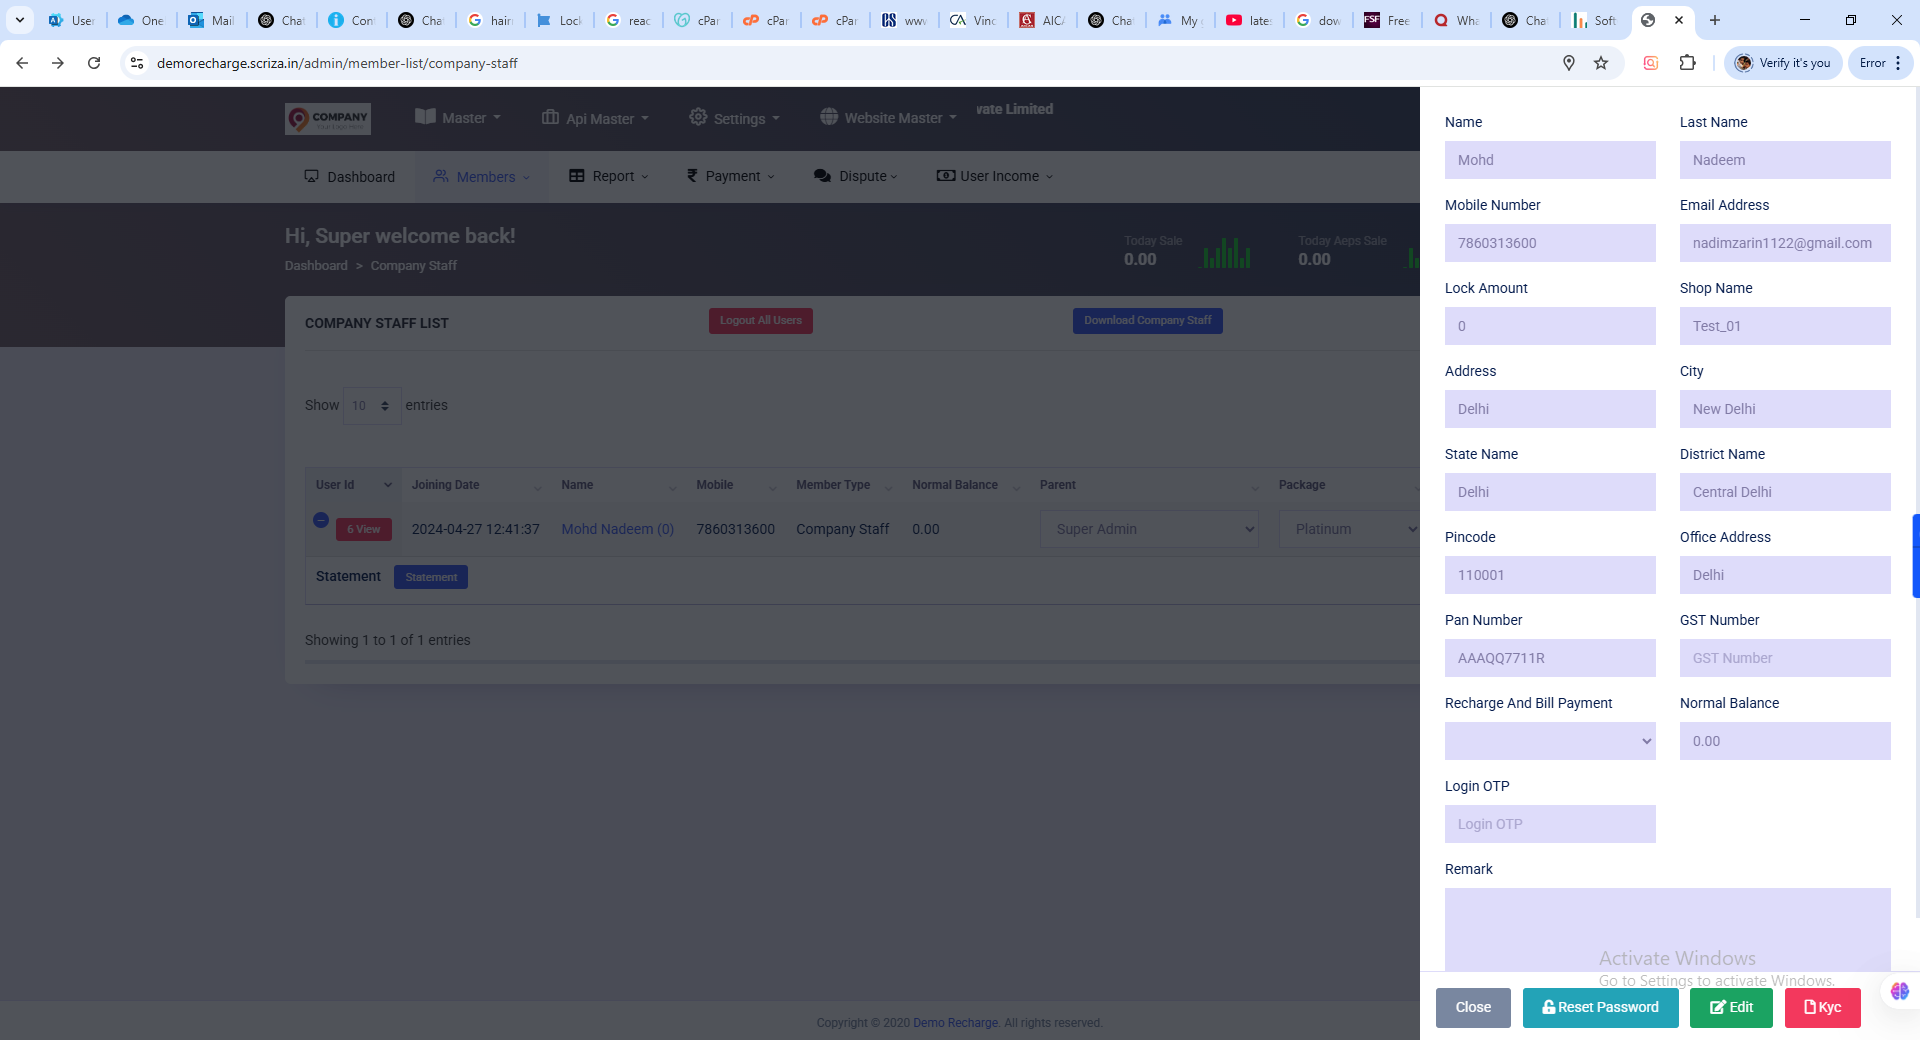 User
One
Mail
Chat
Con
Chat
hair
Lock
reac
cPar
cPar
cPar
www
Vinc
AICA
Chat
My
late
dow
Free
Wha
Chat
Soft
demorecharge.scriza.in/admin/member-list/company-staff
Verify it's you
Error
COMPANY
Master
Api Master
Settings
Website Master
vate Limited
Dashboard
Members
Report
Payment
Dispute
User Income
Hi, Super welcome back!
Dashboard > Company Staff
Today Sale
0.00
Today Aeps Sale
0.00
COMPANY STAFF LIST
Logout All Users
Download Company Staff
Show 10 entries
User Id Joining Date Name Mobile Member Type Normal Balance Parent Package
6 View 2024-04-27 12:41:37 Mohd Nadeem (0) 7860313600 Company Staff 0.00 Super Admin Platinum
Statement Statement
Showing 1 to 1 of 1 entries
Copyright © 2020 Demo Recharge. All rights reserved.
Name Last Name
Mohd Nadeem
Mobile Number Email Address
7860313600 nadimzarin1122@gmail.com
Lock Amount Shop Name
0 Test_01
Address City
Delhi New Delhi
State Name District Name
Delhi Central Delhi
Pincode Office Address
110001 Delhi
Pan Number GST Number
AAAQQ7711R GST Number
Recharge And Bill Payment Normal Balance
0.00
Login OTP
Login OTP
Remark
Activate Windows
Go to Settings to activate Windows.
Close Reset Password Edit Kyc